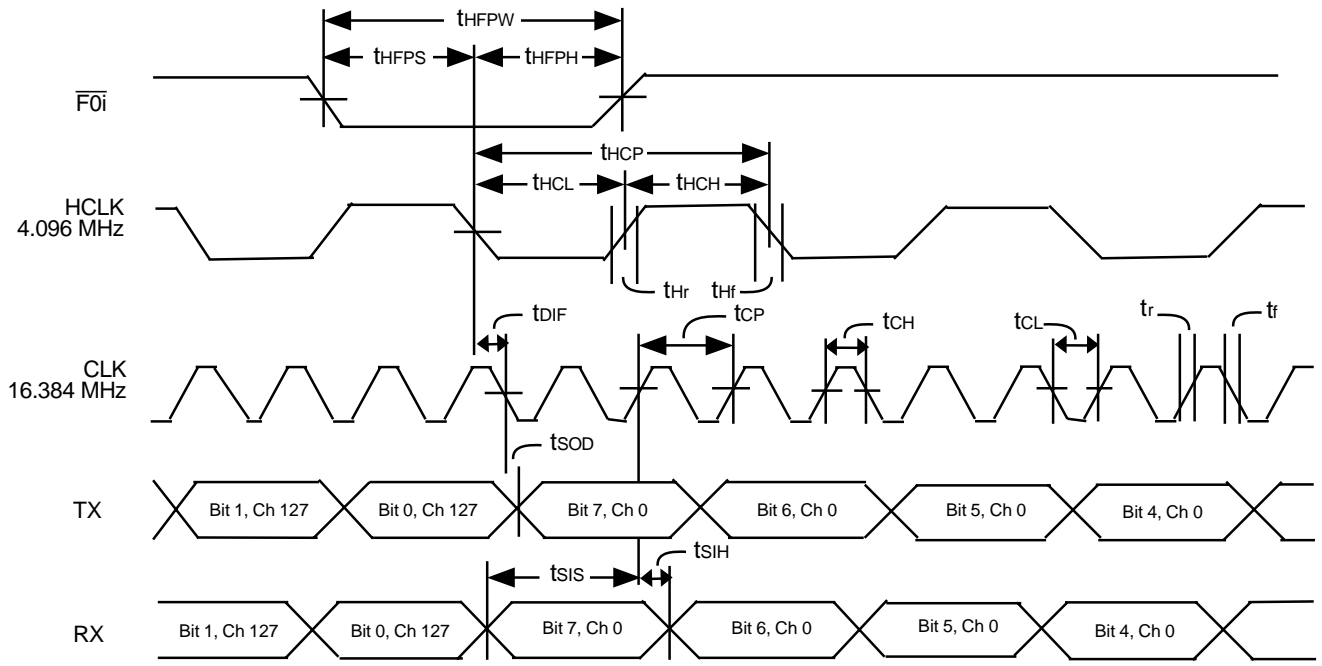 tHFPW
tHFPS
tHFPH
F0i
tHCP
tHCL
tHCH
HCLK
4.096 MHz
tHr
tHf
tDIF
tCP
tCH
tCL
tr
tf
CLK
16.384 MHz
tSOD
TX
Bit 1, Ch 127
Bit 0, Ch 127
Bit 7, Ch 0
Bit 6, Ch 0
Bit 5, Ch 0
Bit 4, Ch 0
tSIS
tSIH
RX
Bit 1, Ch 127
Bit 0, Ch 127
Bit 7, Ch 0
Bit 6, Ch 0
Bit 5, Ch 0
Bit 4, Ch 0